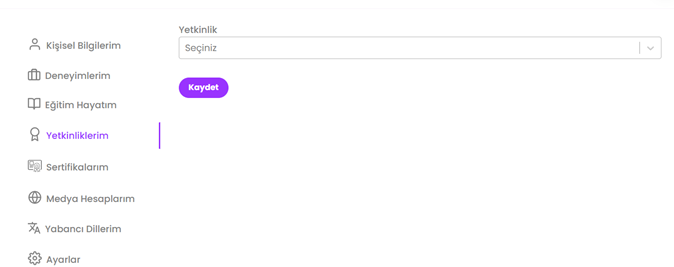 Kişisel Bilgilerim
Deneyimlerim
Eğitim Hayatım
Yetkinliklerim
Sertifikalarım
Medya Hesaplarım
Yabancı Dillerim
Ayarlar
Yetkinlik
Seçiniz
Kaydet